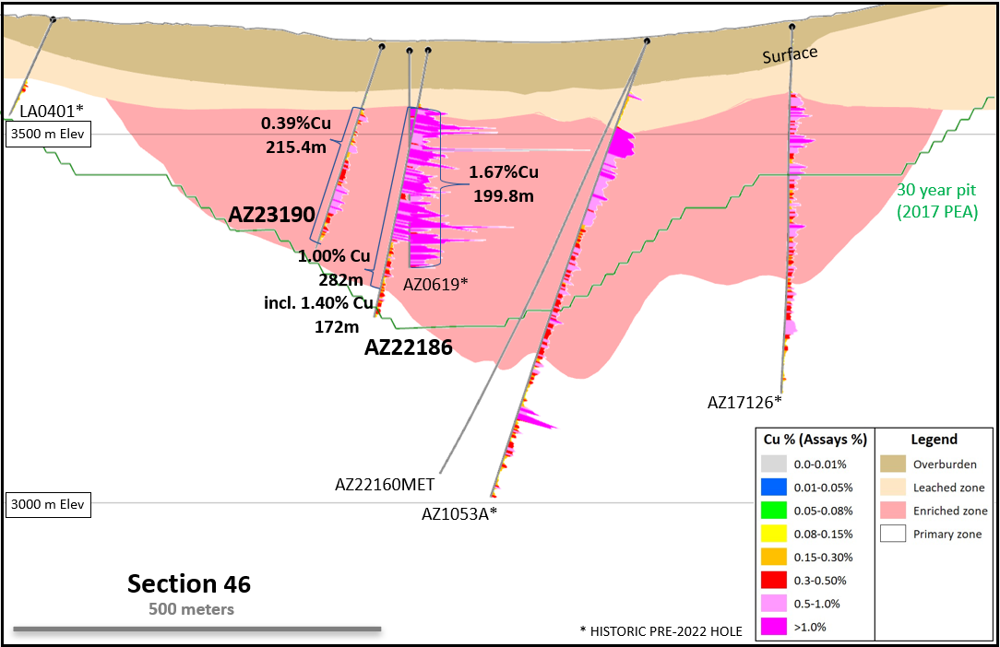 Surface
LA0401*
3500 m Elev
0.39%Cu
215.4m
1.67%Cu
199.8m
30 year pit
(2017 PEA)
AZ23190
1.00% Cu
282m
incl. 1.40% Cu
172m
AZ0619*
AZ22186
AZ17126*
AZ22160MET
3000 m Elev
AZ1053A*
Section 46
500 meters
* HISTORIC PRE-2022 HOLE
Cu % (Assays %)
0.0-0.01%
0.01-0.05%
0.05-0.08%
0.08-0.15%
0.15-0.30%
0.3-0.50%
0.5-1.0%
>1.0%
Legend
Overburden
Leached zone
Enriched zone
Primary zone